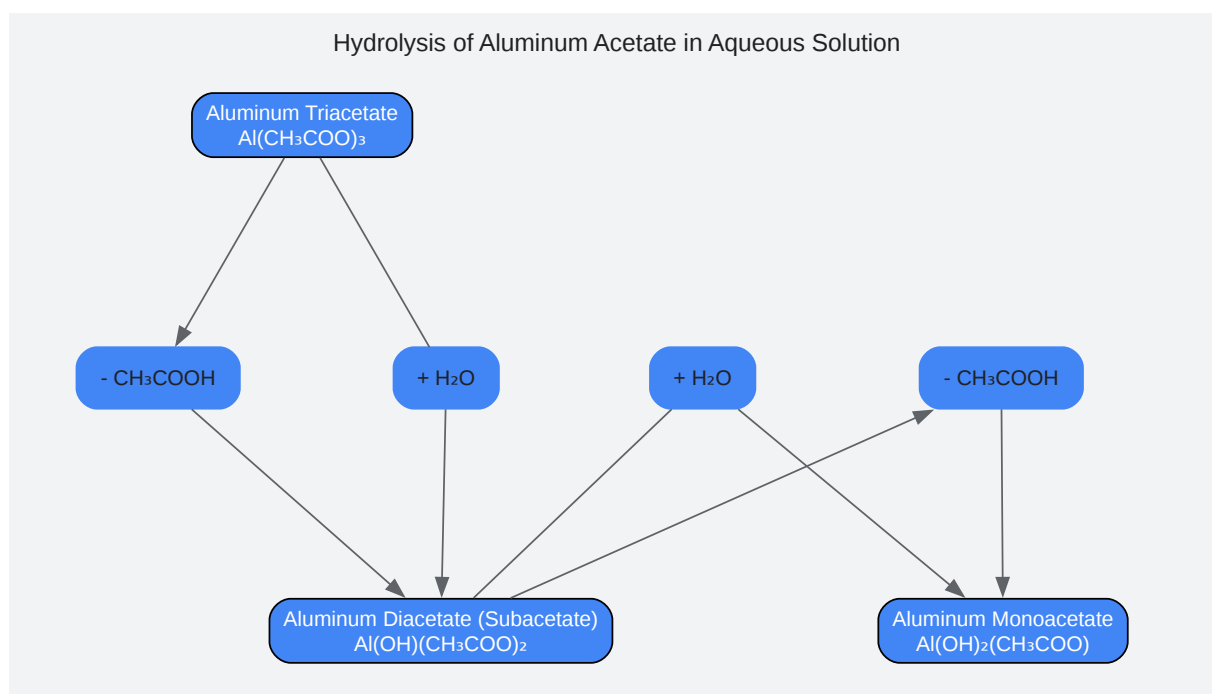 Hydrolysis of Aluminum Acetate in Aqueous Solution
Aluminum Triacetate
Al(CH₃COO)₃
- CH₃COOH
+ H₂O
+ H₂O
- CH₃COOH
Aluminum Diacetate (Subacetate)
Al(OH)(CH₃COO)₂
Aluminum Monoacetate
Al(OH)₂(CH₃COO)